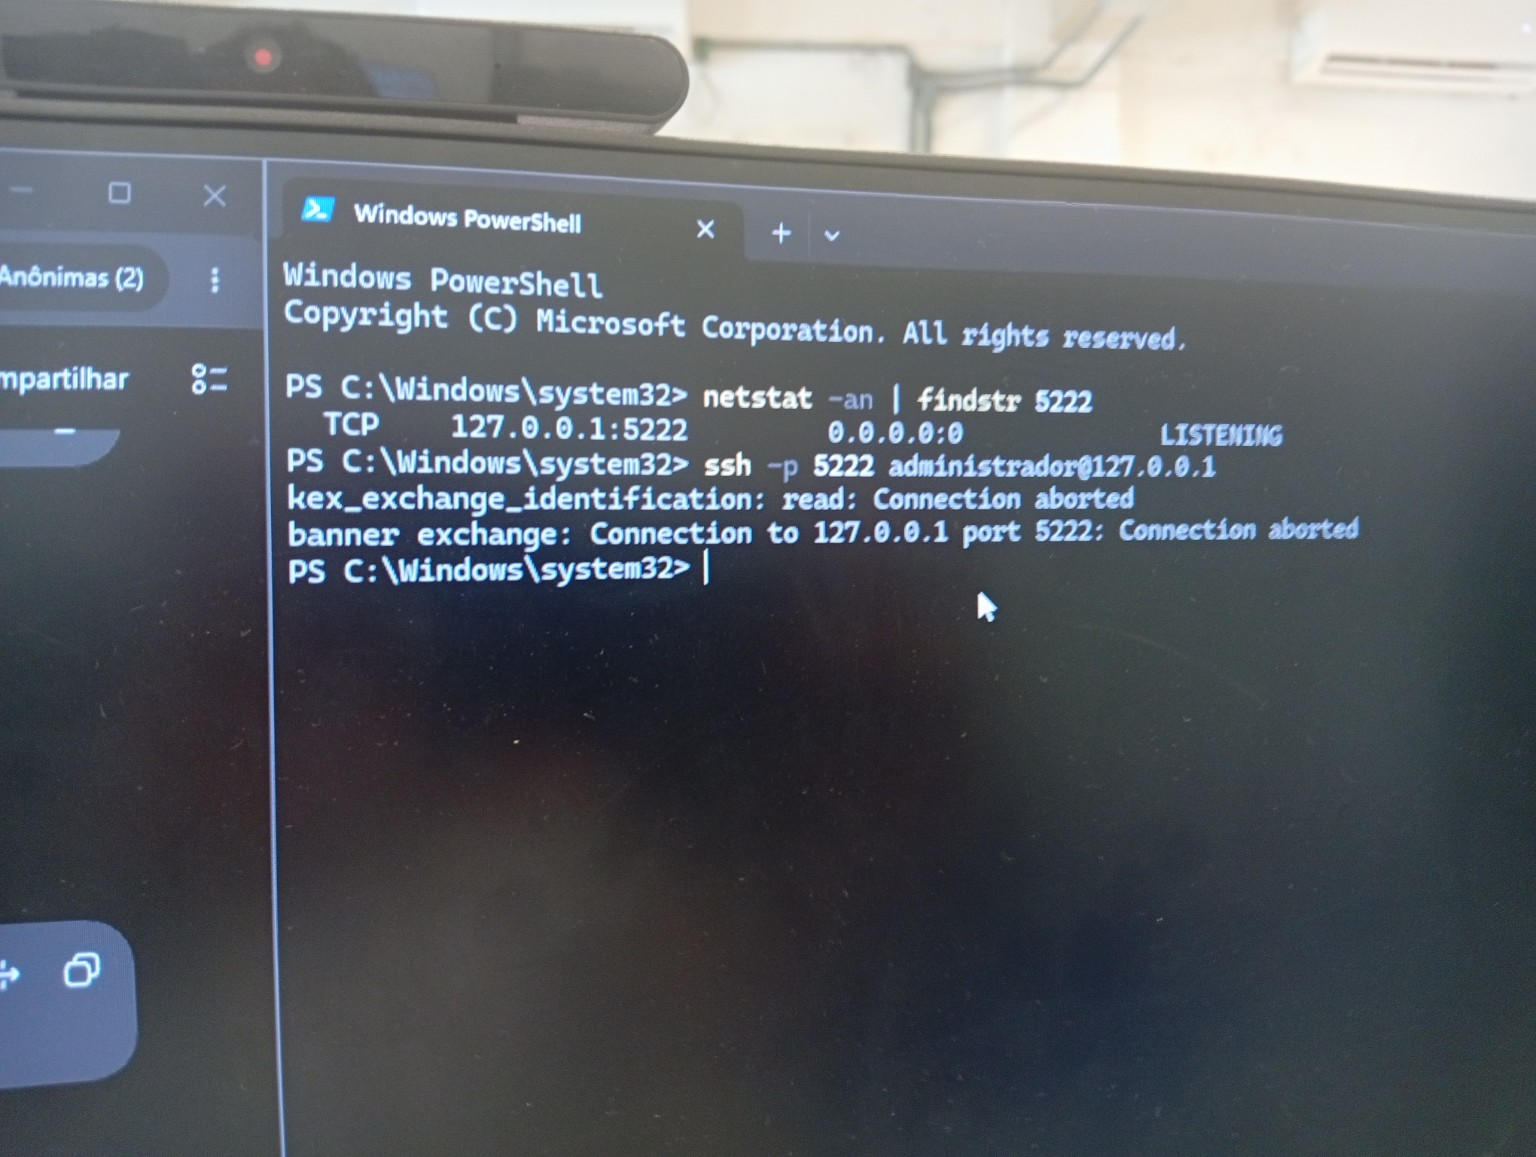 Anônimas (2)
mpartilhar
Windows PowerShell
Windows PowerShell
Copyright (C) Microsoft Corporation. All rights reserved.
PS C:\Windows\system32> netstat -an | findstr 5222
TCP 127.0.0.1:5222 0.0.0.0:0 LISTENING
PS C:\Windows\system32> ssh -p 5222 administrador@127.0.0.1
kex_exchange_identification: read: Connection aborted
banner exchange: Connection to 127.0.0.1 port 5222: Connection aborted
PS C:\Windows\system32>